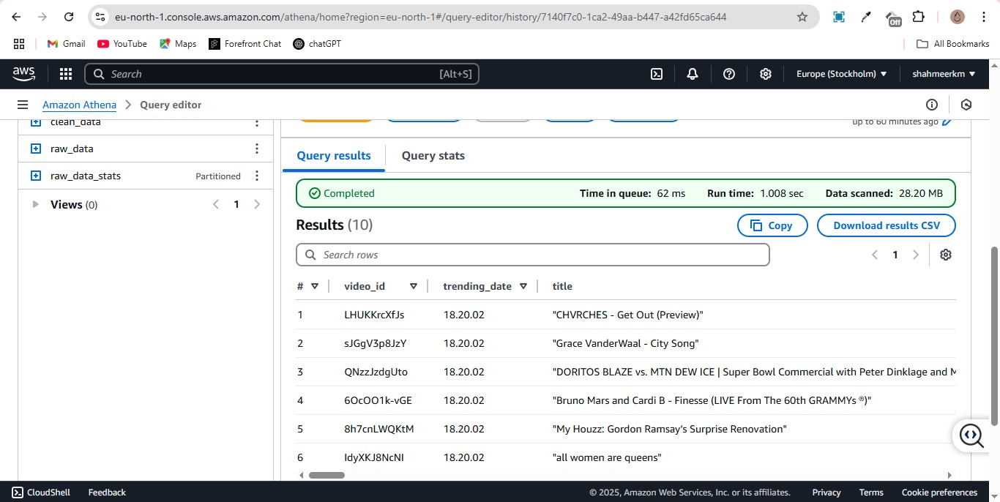 eu-north-1.console.aws.amazon.com/athena/home?region=eu-north-1#/query-editor/history/7140f7c0-1ca2-49aa-b447-a42fd65ca644
Off
Gmail YouTube Maps Forefront Chat chatGPT All Bookmarks
aws Search [Alt+S] Europe (Stockholm) shahmeerkm
Amazon Athena Query editor
clean_data
up to 60 minutes ago
raw_data
Query results Query stats
raw_data_stats Partitioned
Completed Time in queue: 62 ms Run time: 1.008 sec Data scanned: 28.20 MB
Views (0) 1
Results (10) Copy Download results CSV
Search rows 1
# video_id trending_date title
1 LHUKKrcXfJs 18.20.02 "CHVRCHES - Get Out (Preview)"
2 sJGgV3p8JzY 18.20.02 "Grace VanderWaal - City Song"
3 QNzzJzdgUto 18.20.02 "DORITOS BLAZE vs. MTN DEW ICE | Super Bowl Commercial with Peter Dinklage and
4 6OcOO1k-vGE 18.20.02 "Bruno Mars and Cardi B - Finesse (LIVE From The 60th GRAMMYs ®)"
5 8h7cnLWQKtM 18.20.02 "My Houzz: Gordon Ramsay’s Surprise Renovation"
6 IdyXKJ8NcNI 18.20.02 "all women are queens"
CloudShell Feedback © 2025, Amazon Web Services, Inc. or its affiliates. Privacy Terms Cookie preferences